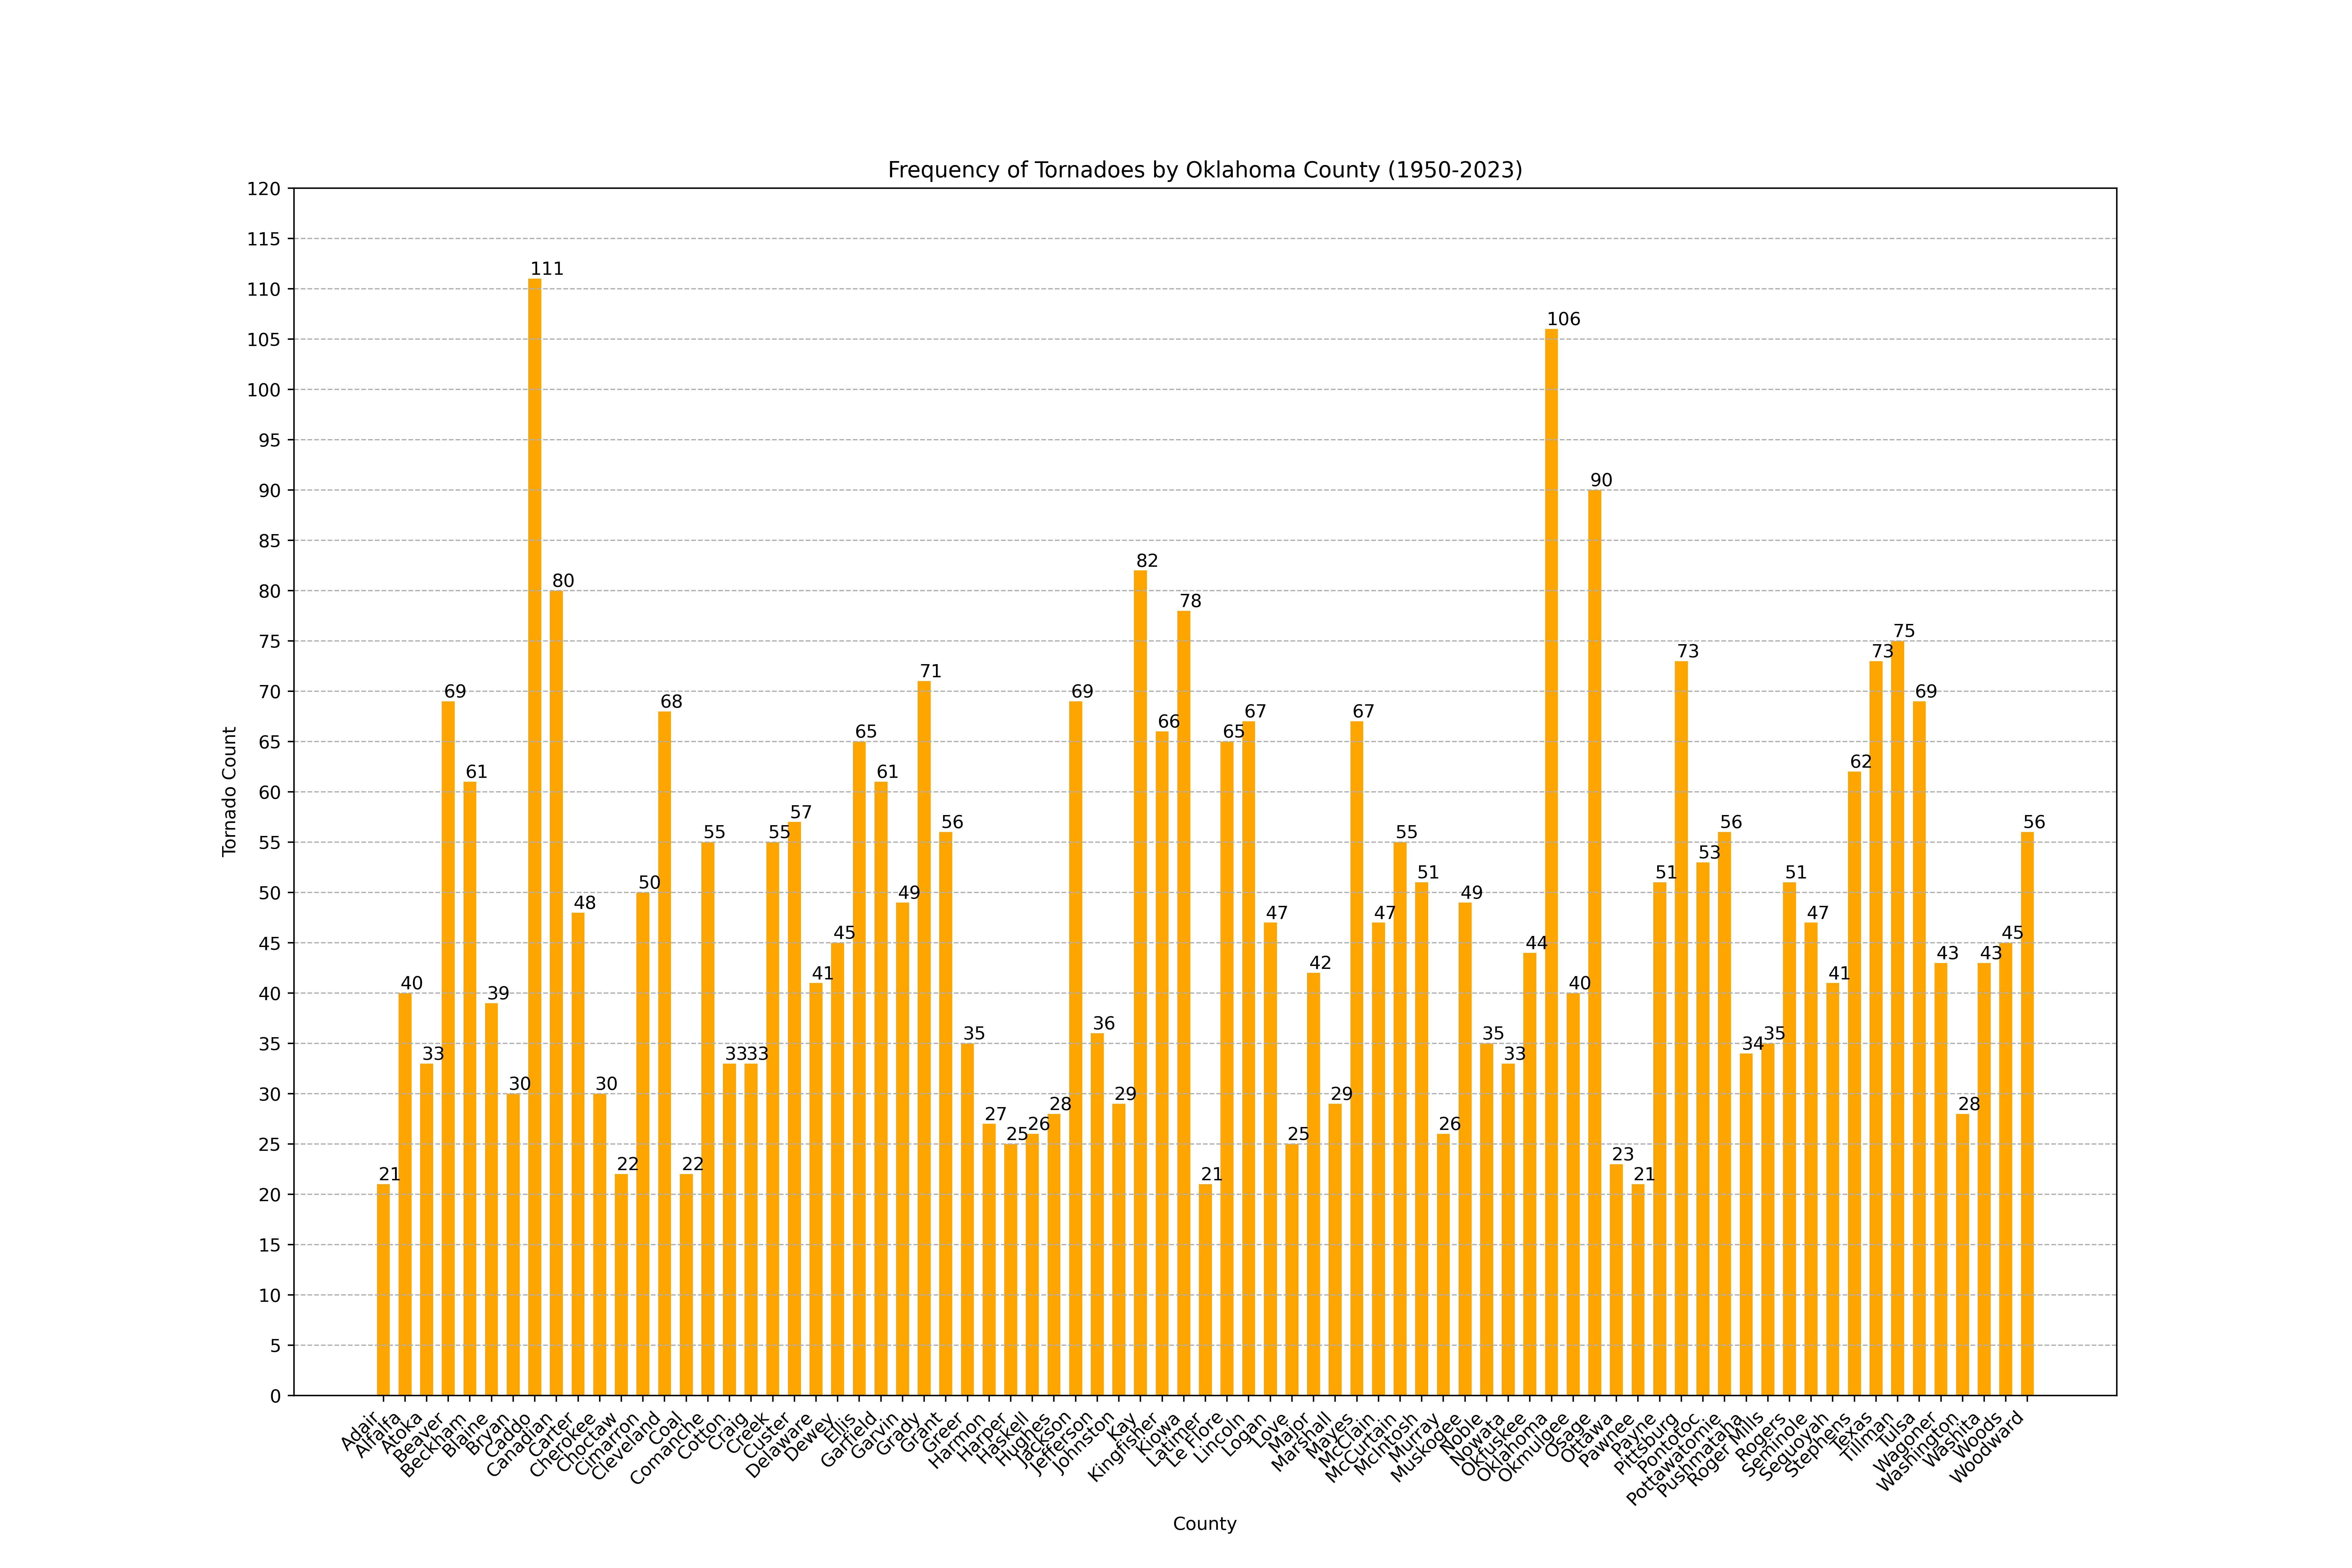 Frequency of Tornadoes by Oklahoma County (1950-2023)
Tornado Count
120
115
110
105
100
95
90
85
80
75
70
65
60
55
50
45
40
35
30
25
20
15
10
5
0
21
40
33
69
61
39
30
111
80
48
30
22
50
68
22
55
33
33
55
57
41
45
65
61
49
71
56
35
27
25
26
28
69
36
29
82
66
78
21
65
67
47
25
42
29
67
47
55
51
26
49
35
33
44
106
40
90
23
21
51
73
53
56
34
35
51
47
41
62
73
75
69
43
28
43
45
56
Adair
Alfalfa
Atoka
Beaver
Beckham
Blaine
Bryan
Caddo
Canadian
Carter
Cherokee
Choctaw
Cimarron
Cleveland
Coal
Comanche
Cotton
Craig
Creek
Custer
Delaware
Dewey
Ellis
Garfield
Garvin
Grady
Grant
Greer
Harmon
Harper
Haskell
Hughes
Jackson
Jefferson
Johnston
Kay
Kingfisher
Kiowa
Latimer
Le Flore
Lincoln
Logan
Love
Major
Marshall
Mayes
McClain
McCurtain
McIntosh
Murray
Muskogee
Noble
Nowata
Okfuskee
Oklahoma
Okmulgee
Osage
Ottawa
Pawnee
Payne
Pittsburg
Pontotoc
Pottawatomie
Pushmataha
Roger Mills
Rogers
Seminole
Sequoyah
Stephens
Texas
Tillman
Tulsa
Wagoner
Washington
Washita
Woods
Woodward
County